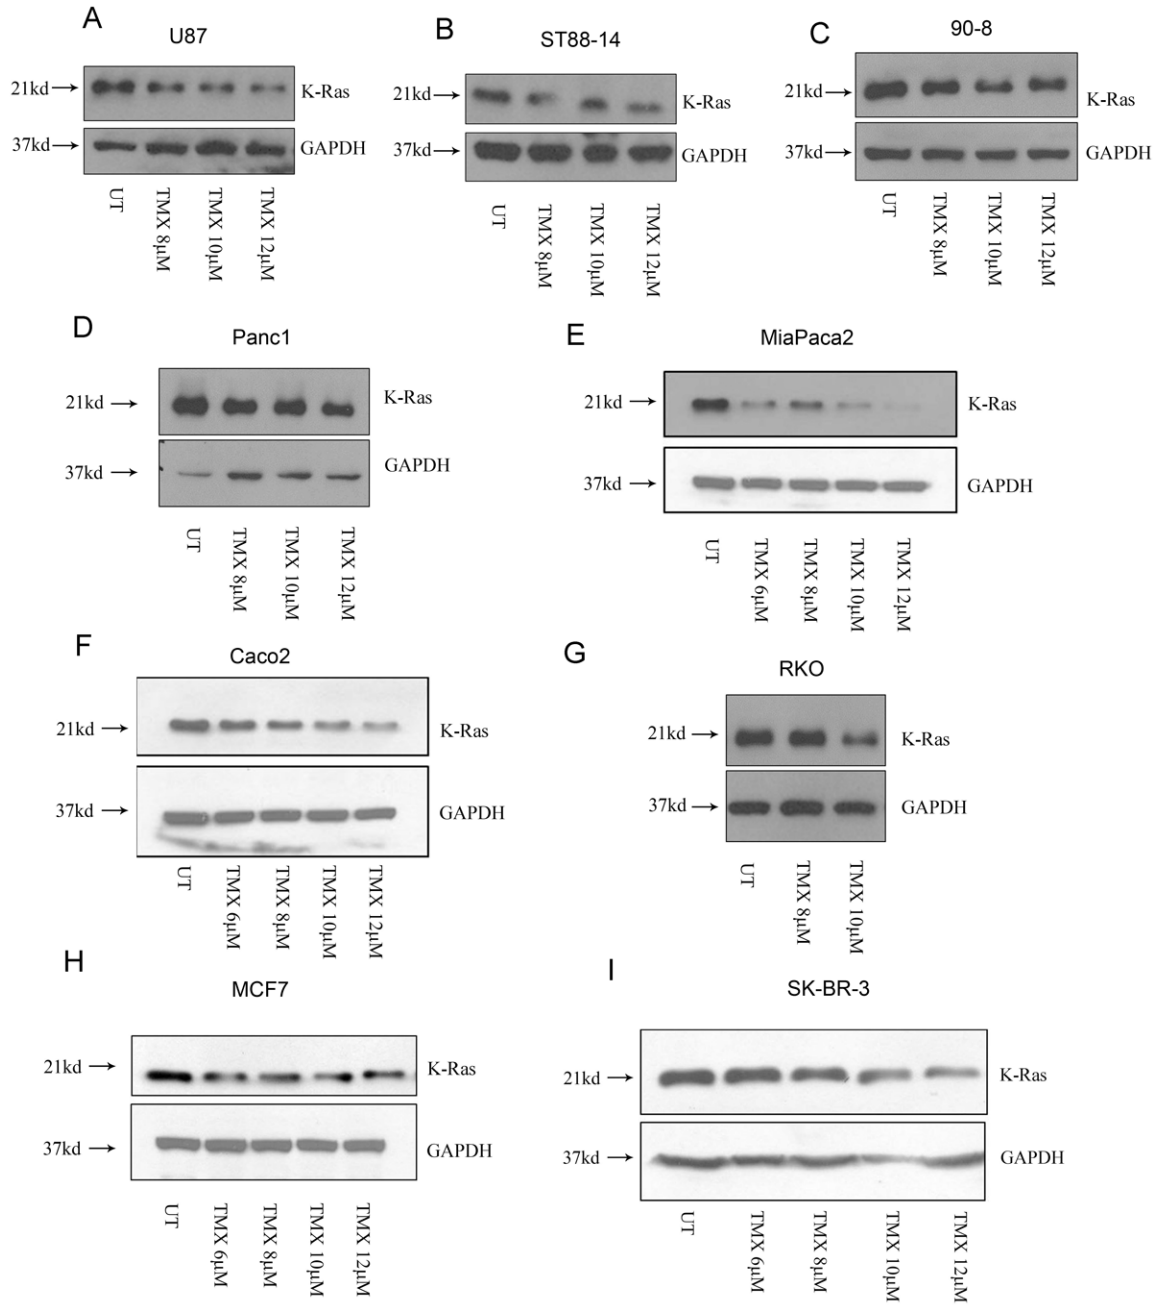 A
U87
21kd
K-Ras
37kd
GAPDH
UT
TMX 8μM
TMX 10μM
TMX 12μM
B
ST88-14
21kd
K-Ras
37kd
GAPDH
UT
TMX 8μM
TMX 10μM
TMX 12μM
C
90-8
21kd
K-Ras
37kd
GAPDH
UT
TMX 8μM
TMX 10μM
TMX 12μM
D
Panc1
21kd
K-Ras
37kd
GAPDH
UT
TMX 8μM
TMX 10μM
TMX 12μM
E
MiaPaca2
21kd
K-Ras
37kd
GAPDH
UT
TMX 6μM
TMX 8μM
TMX 10μM
TMX 12μM
F
Caco2
21kd
K-Ras
37kd
GAPDH
UT
TMX 6μM
TMX 8μM
TMX 10μM
TMX 12μM
G
RKO
21kd
K-Ras
37kd
GAPDH
UT
TMX 8μM
TMX 10μM
H
MCF7
21kd
K-Ras
37kd
GAPDH
UT
TMX 6μM
TMX 8μM
TMX 10μM
TMX 12μM
I
SK-BR-3
21kd
K-Ras
37kd
GAPDH
UT
TMX 6μM
TMX 8μM
TMX 10μM
TMX 12μM